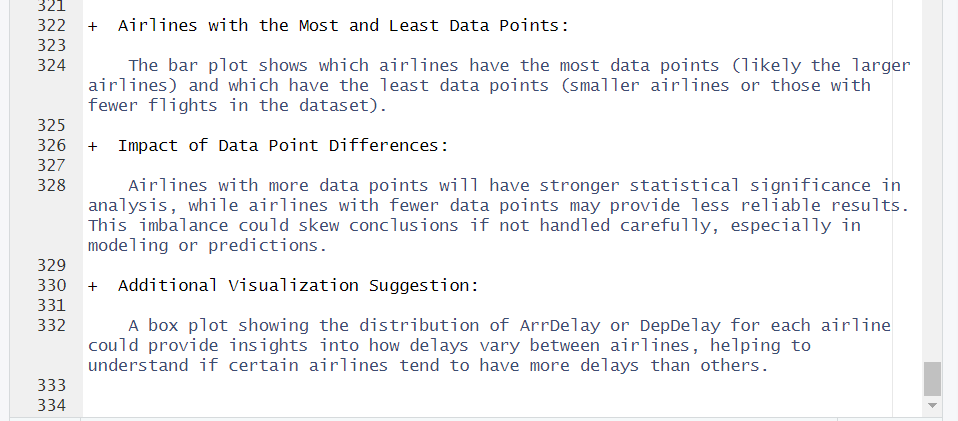 321
322 +  Airlines with the Most and Least Data Points:
323
324     The bar plot shows which airlines have the most data points (likely the larger
airlines) and which have the least data points (smaller airlines or those with
fewer flights in the dataset).
325
326 +  Impact of Data Point Differences:
327
328     Airlines with more data points will have stronger statistical significance in
analysis, while airlines with fewer data points may provide less reliable results.
This imbalance could skew conclusions if not handled carefully, especially in
modeling or predictions.
329
330 +  Additional Visualization Suggestion:
331
332     A box plot showing the distribution of ArrDelay or DepDelay for each airline
could provide insights into how delays vary between airlines, helping to
understand if certain airlines tend to have more delays than others.
333
334